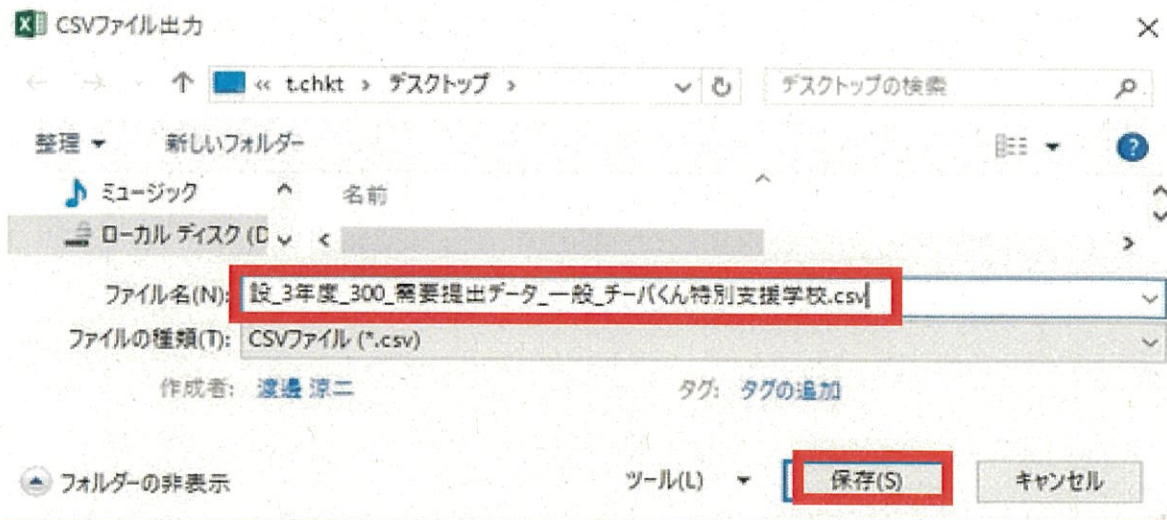 CSVファイル出力
« t.chkt › デスクトップ ›
デスクトップの検索
整理
新しいフォルダー
ミュージック
名前
ローカル ディスク (D
ファイル名(N): 設_3年度_300_需要提出データ_一般_チーバくん特別支援学校.csv
ファイルの種類(T): CSVファイル (*.csv)
作成者: 渡邉 涼二 タグ: タグの追加
フォルダーの非表示 ツール(L) 保存(S) キャンセル